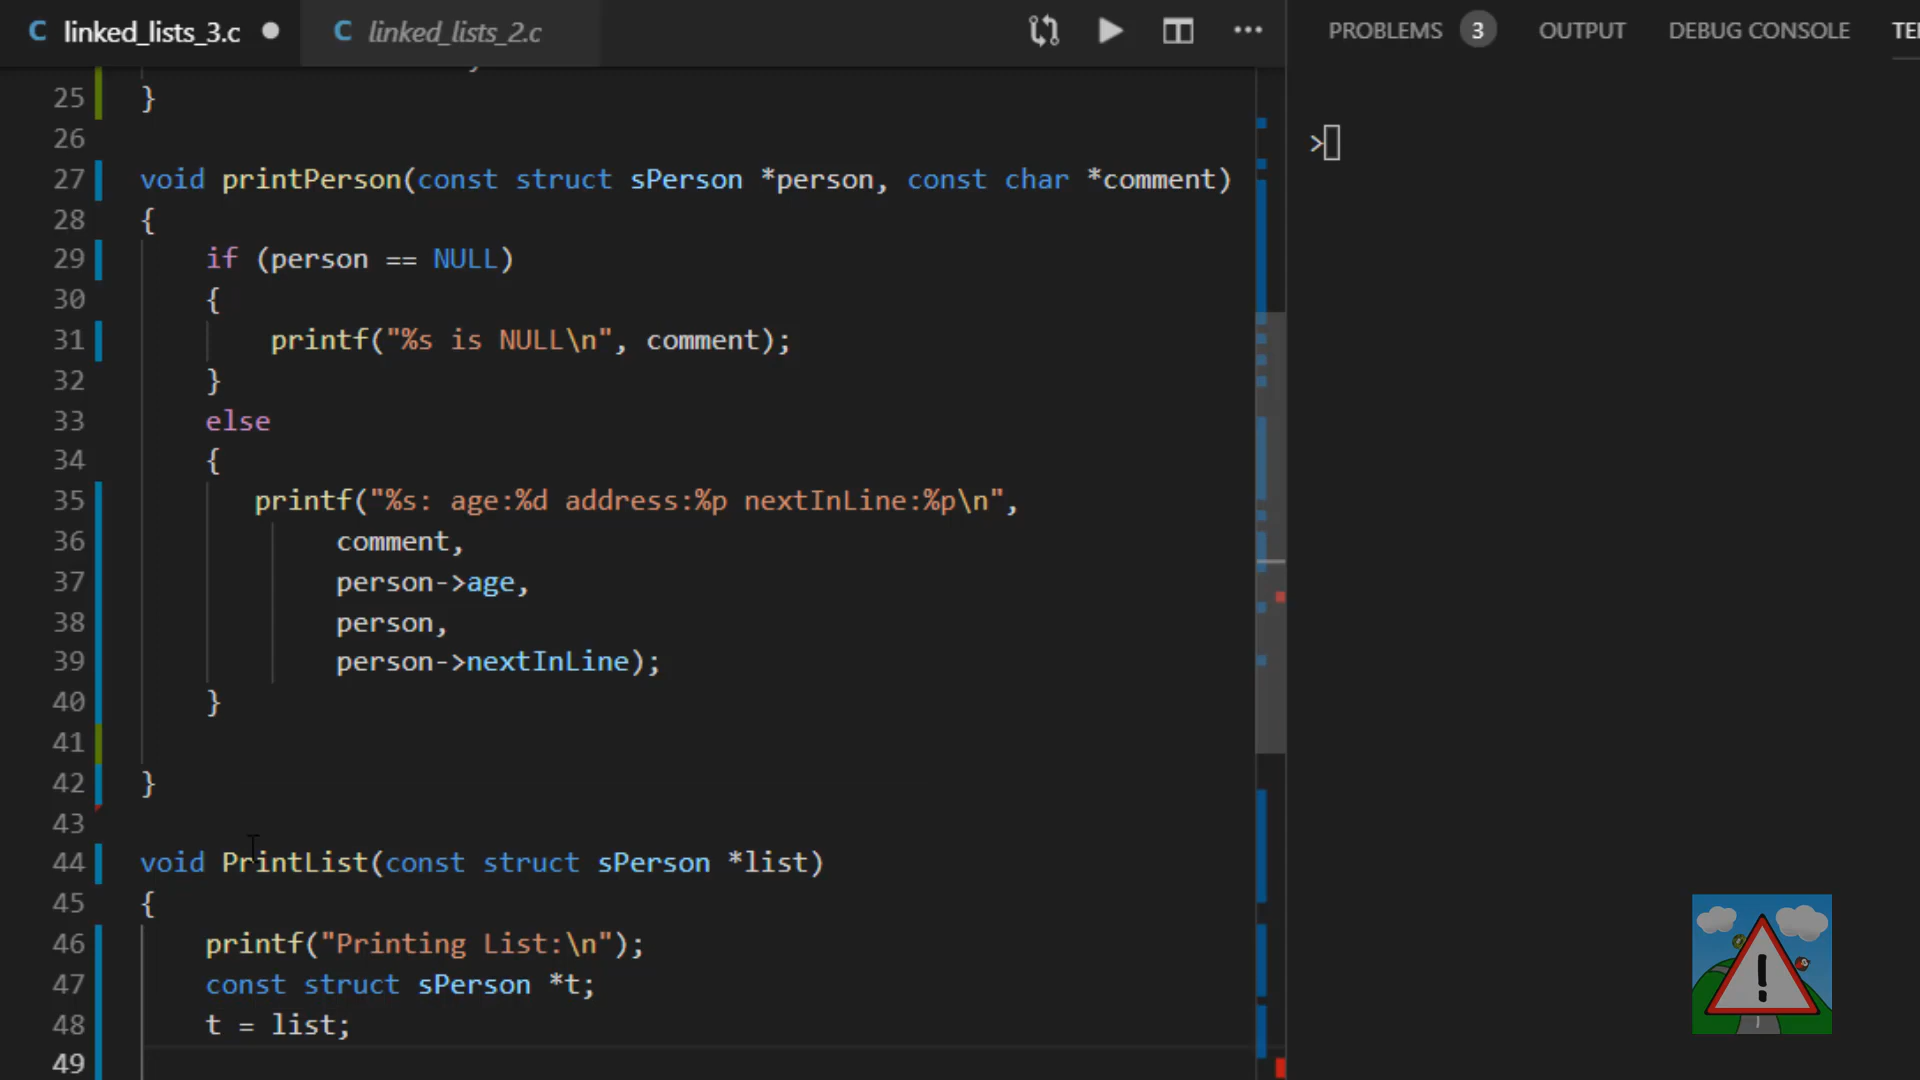 C linked_lists_3.c C linked_lists_2.c PROBLEMS 3 OUTPUT DEBUG CONSOLE TE
25 }
26
27 void printPerson(const struct sPerson *person, const char *comment)
28 {
29 if (person == NULL)
30 {
31 printf("%s is NULL\n", comment);
32 }
33 else
34 {
35 printf("%s: age:%d address:%p nextInLine:%p\n",
36 comment,
37 person->age,
38 person,
39 person->nextInLine);
40 }
41
42 }
43
44 void PrintList(const struct sPerson *list)
45 {
46 printf("Printing List:\n");
47 const struct sPerson *t;
48 t = list;
49
>
!